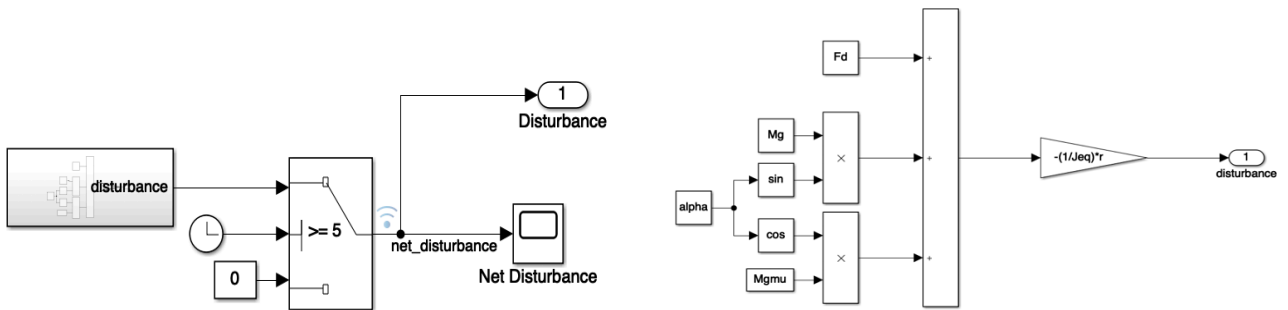 1
Disturbance
disturbance
>= 5
net_disturbance
0
Net Disturbance
Fd
+
Mg
×
+
sin
alpha
cos
×
+
Mgmu
-(1/Jeq)*r
1
disturbance